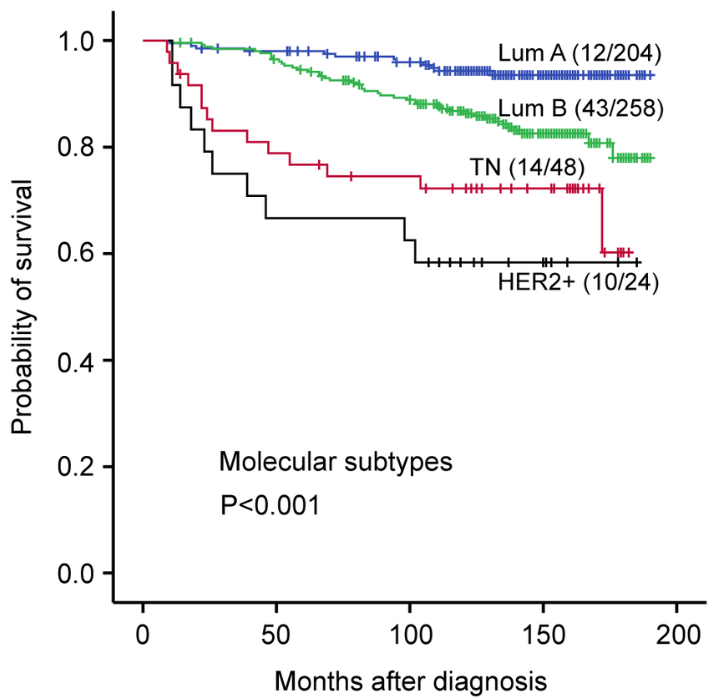 Probability of survival
1.0
0.8
0.6
0.4
0.2
0.0
Lum A (12/204)
Lum B (43/258)
TN (14/48)
HER2+ (10/24)
Molecular subtypes
P<0.001
0 50 100 150 200
Months after diagnosis